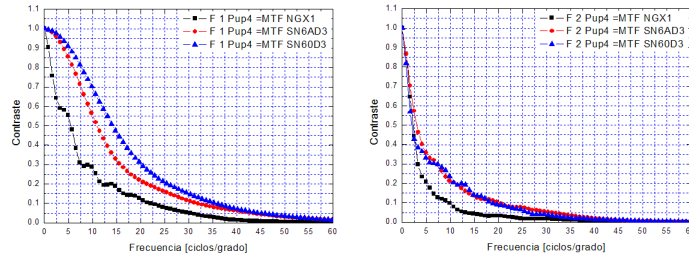 F 1 Pup4 =MTF NGX1
F 1 Pup4 =MTF SN6AD3
F 1 Pup4 =MTF SN60D3
Contraste
1.1
1.0
0.9
0.8
0.7
0.6
0.5
0.4
0.3
0.2
0.1
0.0
0 5 10 15 20 25 30 35 40 45 50 55 60
Frecuencia [ciclos/grado]
F 2 Pup4 =MTF NGX1
F 2 Pup4 =MTF SN6AD3
F 2 Pup4 =MTF SN60D3
Contraste
1.1
1.0
0.9
0.8
0.7
0.6
0.5
0.4
0.3
0.2
0.1
0.0
0 5 10 15 20 25 30 35 40 45 50 55 60
Frecuencia [ciclos/grado]